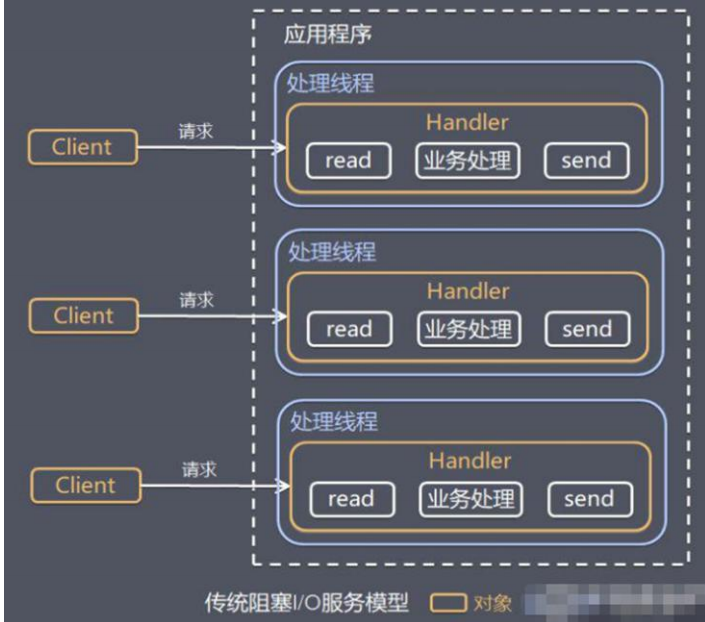 应用程序
处理线程
Handler
Client
请求
read
业务处理
send
处理线程
Handler
Client
请求
read
业务处理
send
处理线程
Handler
Client
请求
read
业务处理
send
传统阻塞I/O服务模型
对象